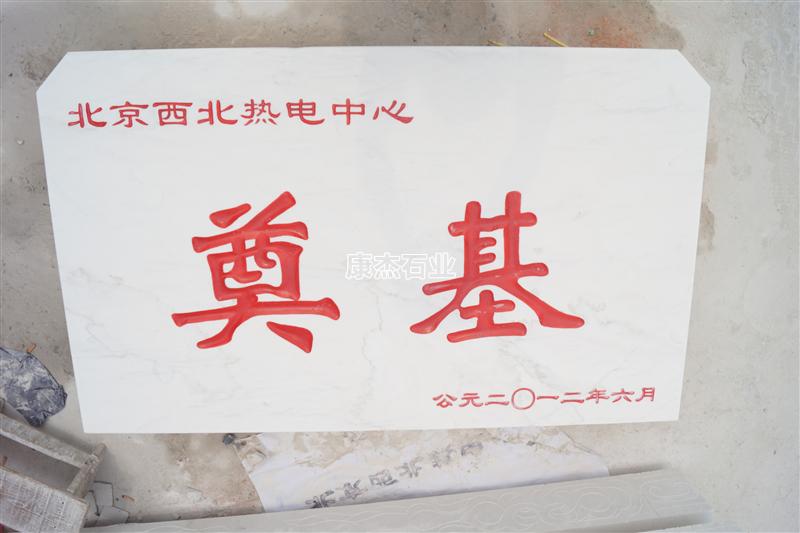 北京西北热电中心
奠基
康杰石业
公元二〇一二年六月